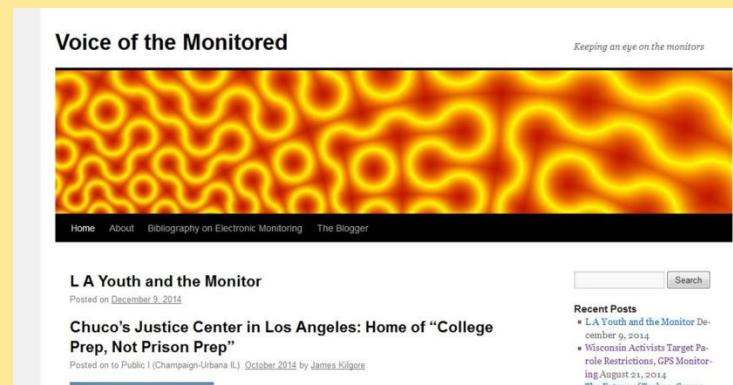 Voice of the Monitored
Keeping an eye on the monitors
Home About Bibliography on Electronic Monitoring The Blogger
L A Youth and the Monitor
Posted on December 9, 2014
Chuco's Justice Center in Los Angeles: Home of "College
Prep, Not Prison Prep"
Posted on to Public I (Champaign-Urbana IL) October 2014 by James Kilgore
Search
Recent Posts
L A Youth and the Monitor De-
cember 9, 2014
Wisconsin Activists Target Pa-
role Restrictions, GPS Monitor-
ing August 21, 2014